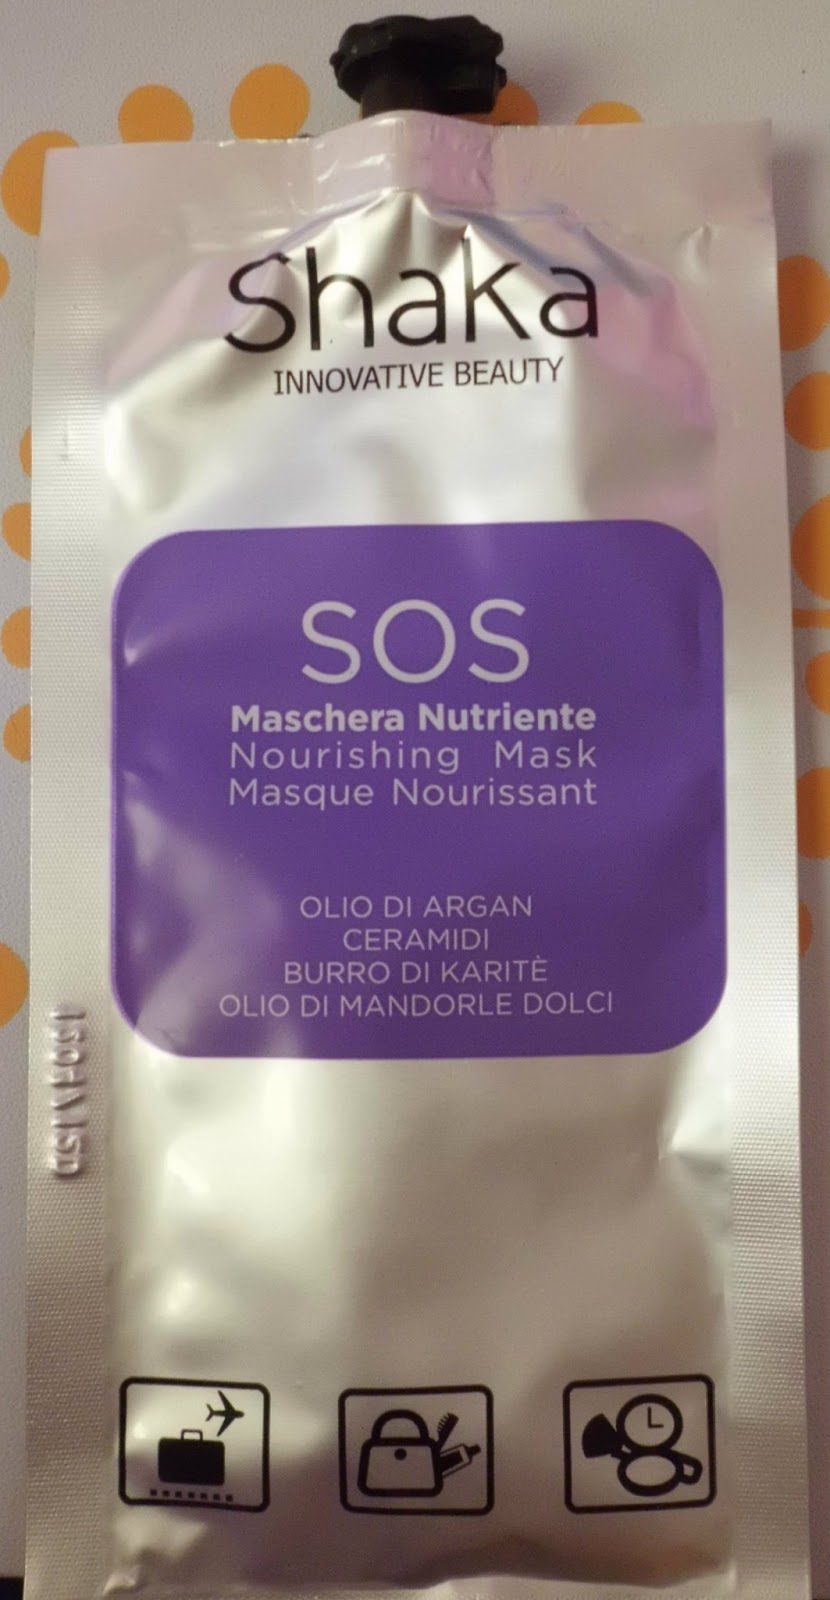 Shaka
INNOVATIVE BEAUTY
SOS
Maschera Nutriente
Nourishing Mask
Masque Nourissant
OLIO DI ARGAN
CERAMIDI
BURRO DI KARITÈ
OLIO DI MANDORLE DOLCI